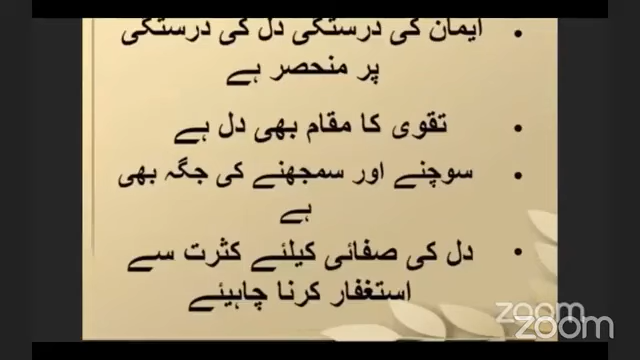 • ایمان کی درستگی دل کی درستگی
پر منحصر ہے
• تقوی کا مقام بھی دل ہے
• سوچنے اور سمجھنے کی جگہ بھی
ہے
• دل کی صفائی کیلئے کثرت سے
استغفار کرنا چاہیئے
zoom
zoom